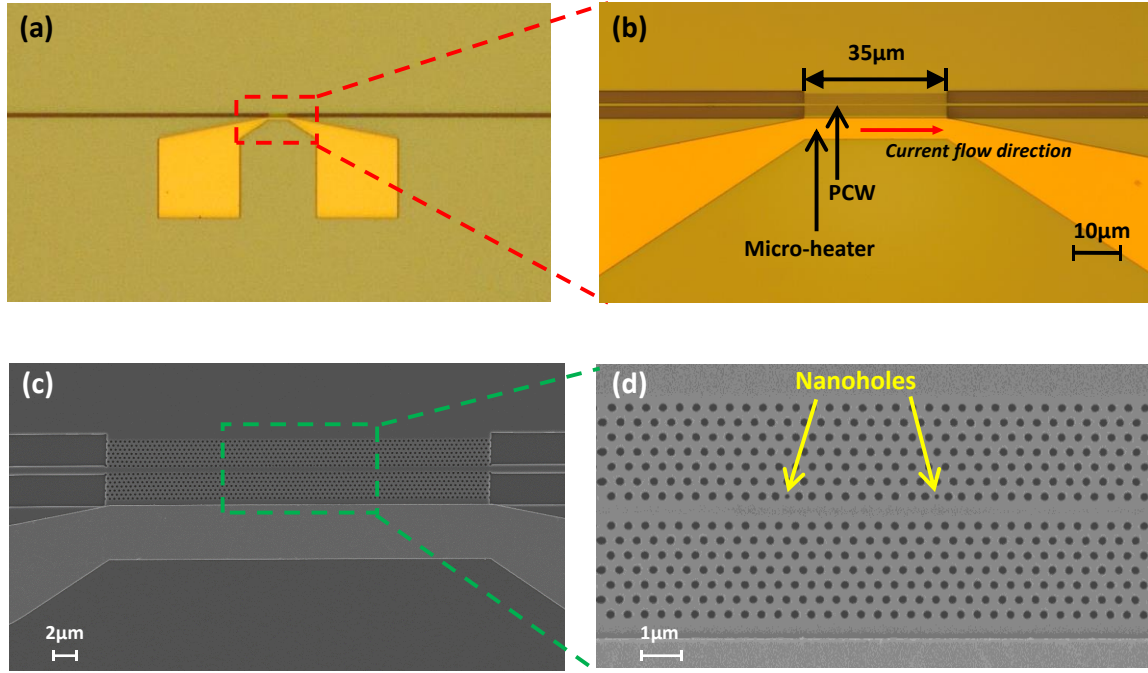 (a)
(b)
35μm
Current flow direction
PCW
Micro-heater
10μm
(c)
2μm
(d)
Nanoholes
1μm